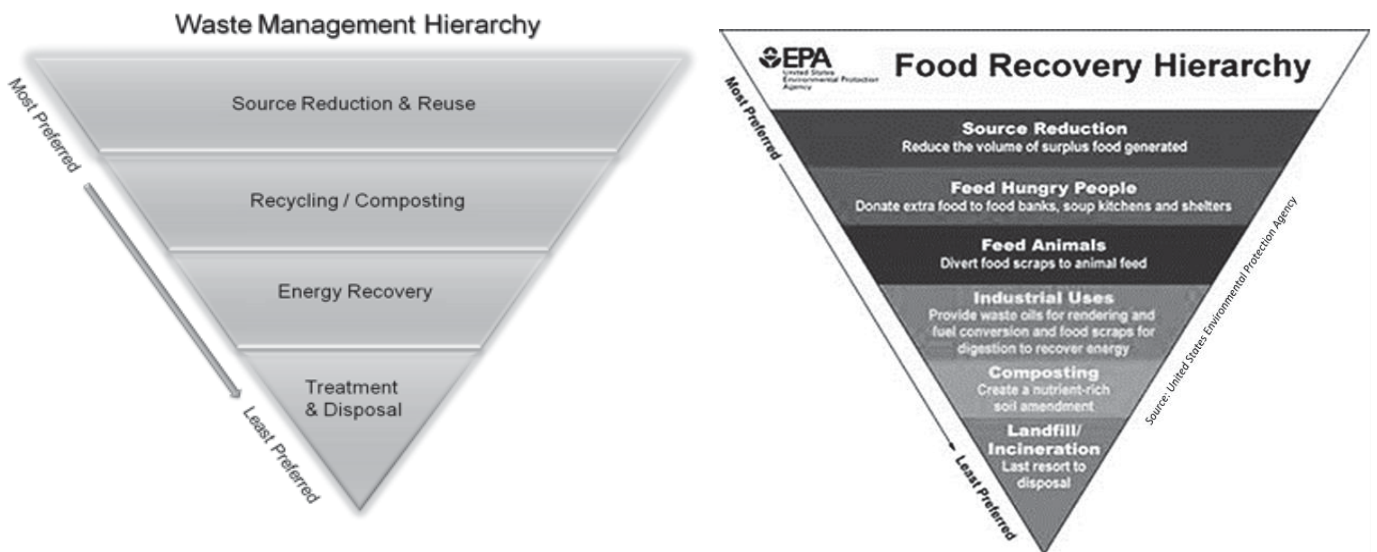 Waste Management Hierarchy
Most Preferred
Source Reduction & Reuse
Recycling / Composting
Energy Recovery
Treatment
& Disposal
Least Preferred
EPA
United States
Environmental Protection
Agency
Food Recovery Hierarchy
Most Preferred
Source Reduction
Reduce the volume of surplus food generated
Feed Hungry People
Donate extra food to food banks, soup kitchens and shelters
Feed Animals
Divert food scraps to animal feed
Industrial Uses
Provide waste oils for rendering and
fuel conversion and food scraps for
digestion to recover energy
Composting
Create a nutrient-rich
soil amendment
Landfill/
Incineration
Last resort to
disposal
Least Preferred
Source: United States Environmental Protection Agency